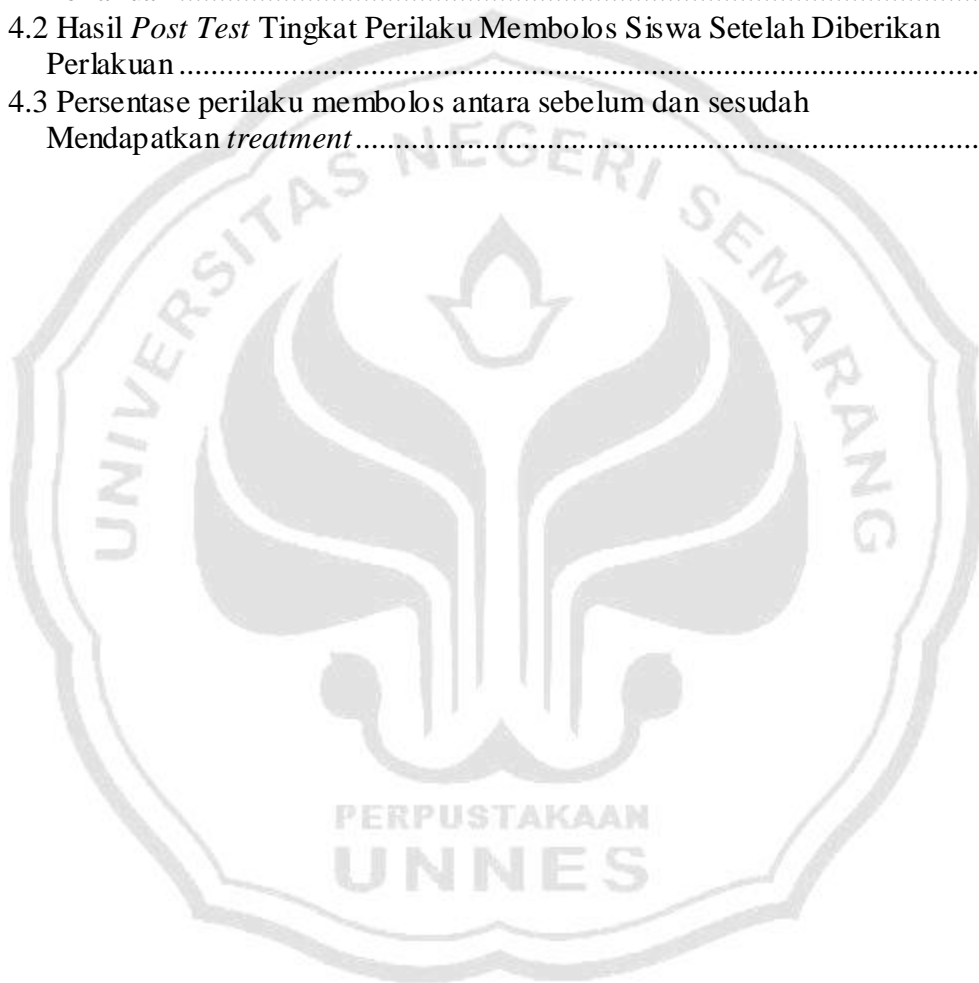 4.2 Hasil Post Test Tingkat Perilaku Membolos Siswa Setelah Diberikan
Perlakuan ....................................................................................................
4.3 Persentase perilaku membolos antara sebelum dan sesudah
Mendapatkan treatment ..............................................................................
UNIVERSITAS NEGERI SEMARANG
PERPUSTAKAAN
UNNES